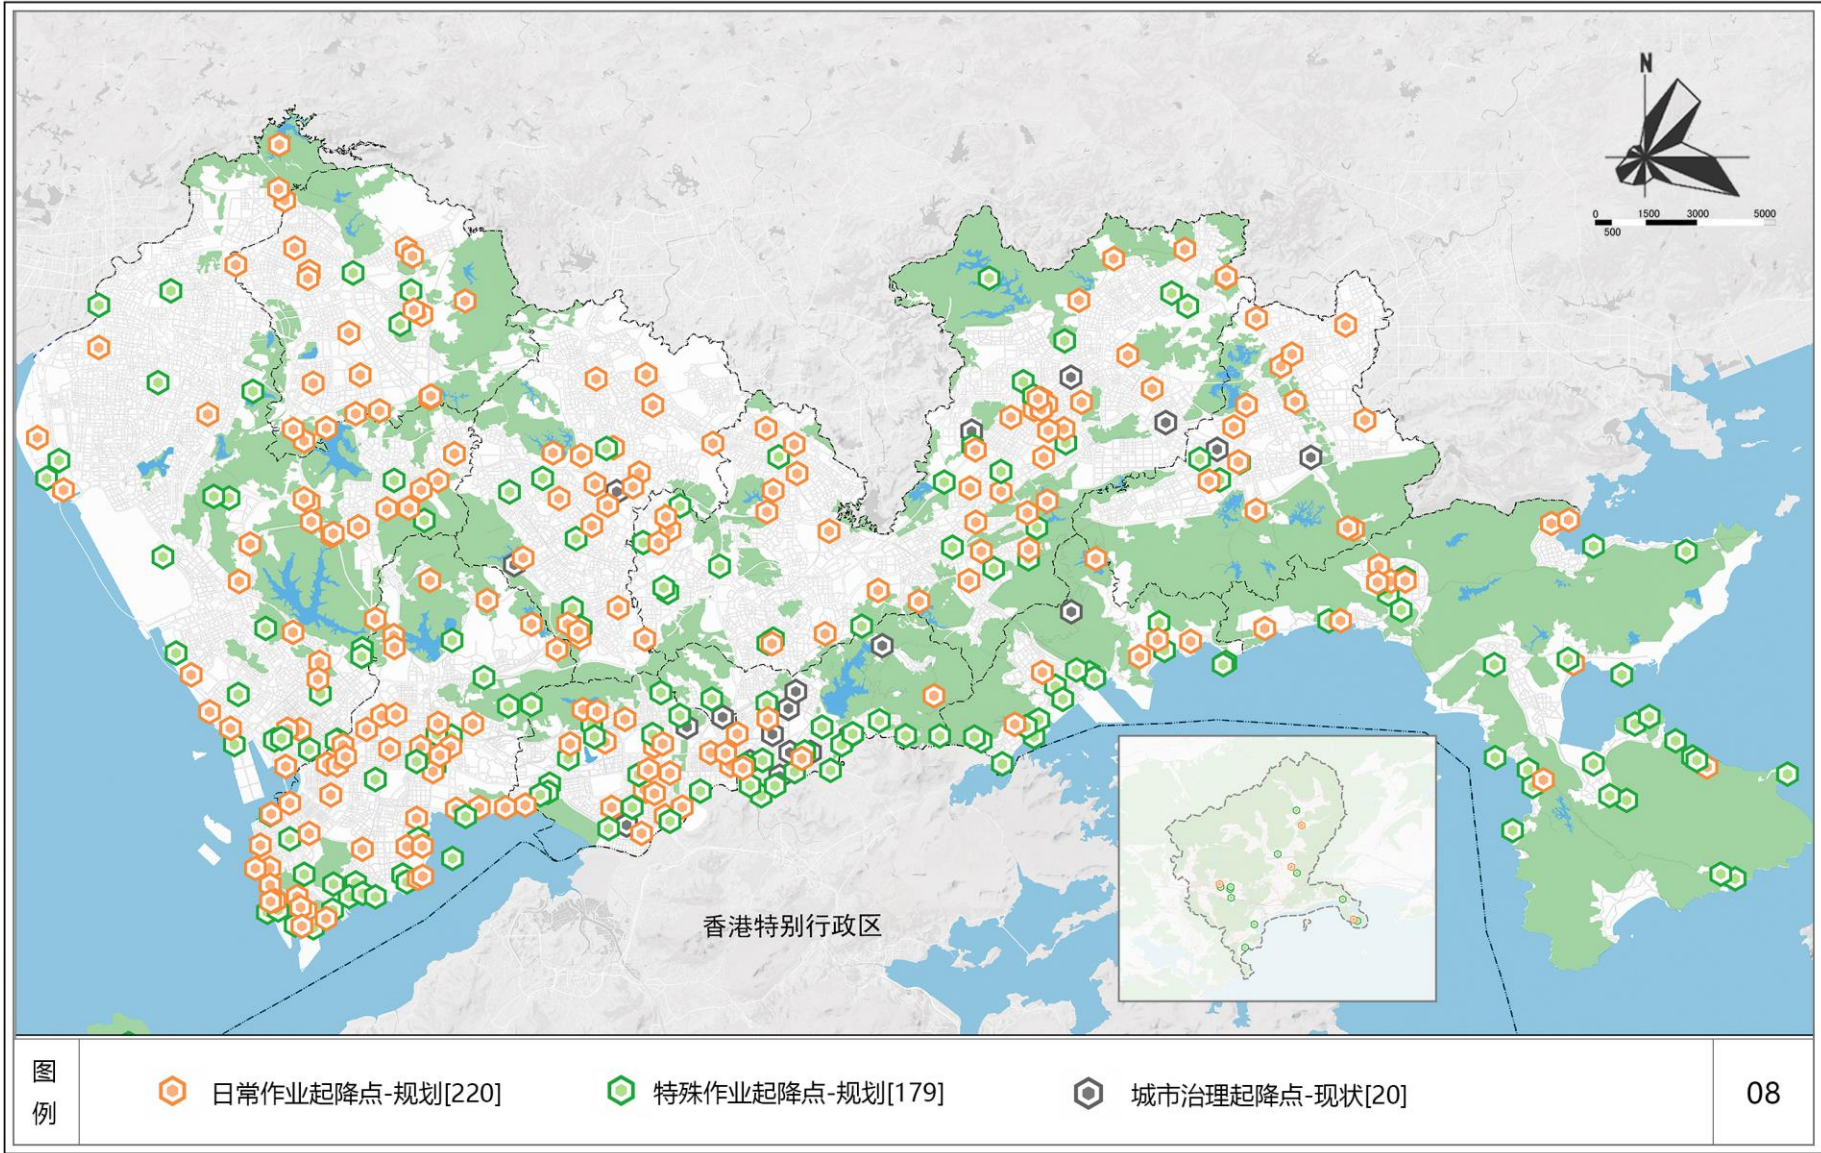 N
0 1500 3000 5000
500
香港特别行政区
图例
日常作业起降点-规划[220]
特殊作业起降点-规划[179]
城市治理起降点-现状[20]
08